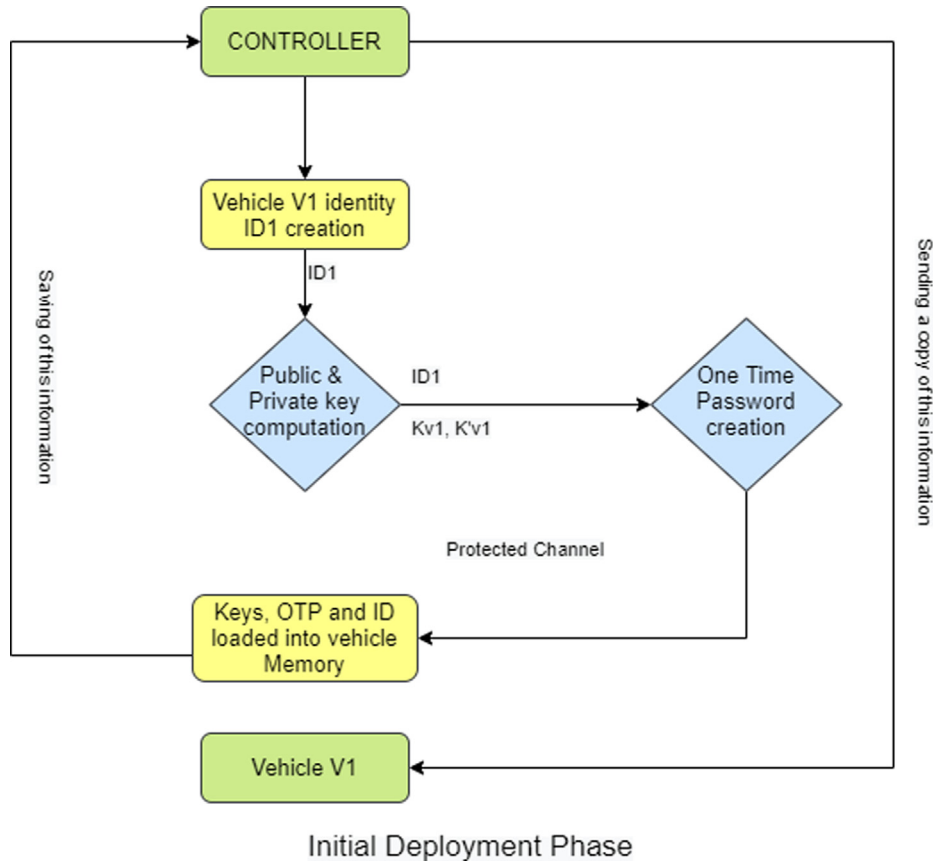 CONTROLLER
Vehicle V1 identity
ID1 creation
ID1
Saving of this information
Sending a copy of this information
Public &
Private key
computation
ID1
Kv1, K'v1
One Time
Password
creation
Protected Channel
Keys, OTP and ID
loaded into vehicle
Memory
Vehicle V1
Initial Deployment Phase